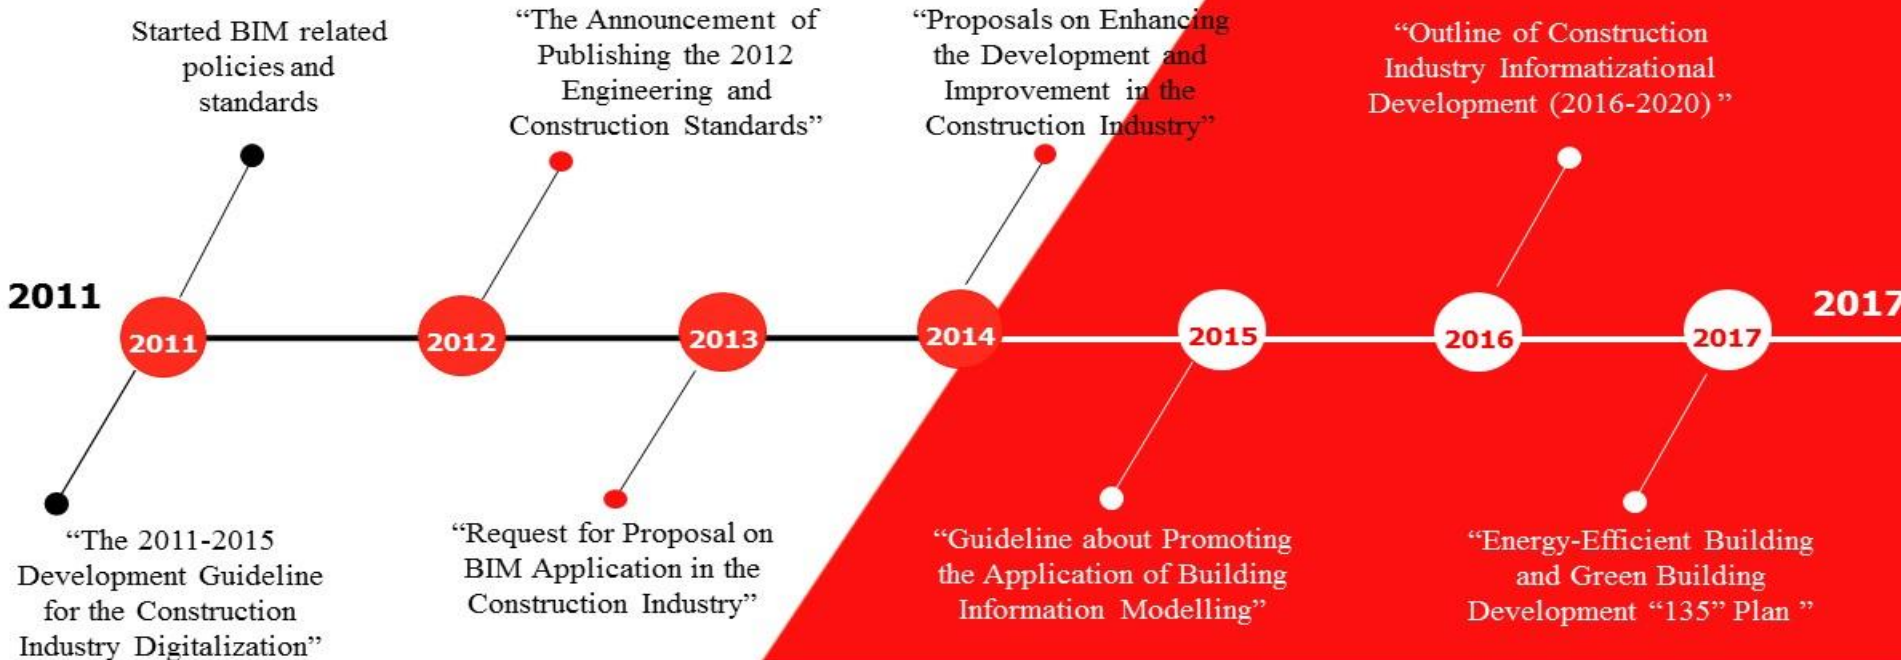 Started BIM related
policies and
standards
“The Announcement of
Publishing the 2012
Engineering and
Construction Standards”
“Proposals on Enhancing
the Development and
Improvement in the
Construction Industry”
“Outline of Construction
Industry Informatizational
Development (2016-2020) ”
2011
2011
2012
2013
2014
2015
2016
2017
2017
“The 2011-2015
Development Guideline
for the Construction
Industry Digitalization”
“Request for Proposal on
BIM Application in the
Construction Industry”
“Guideline about Promoting
the Application of Building
Information Modelling”
“Energy-Efficient Building
and Green Building
Development “135” Plan ”